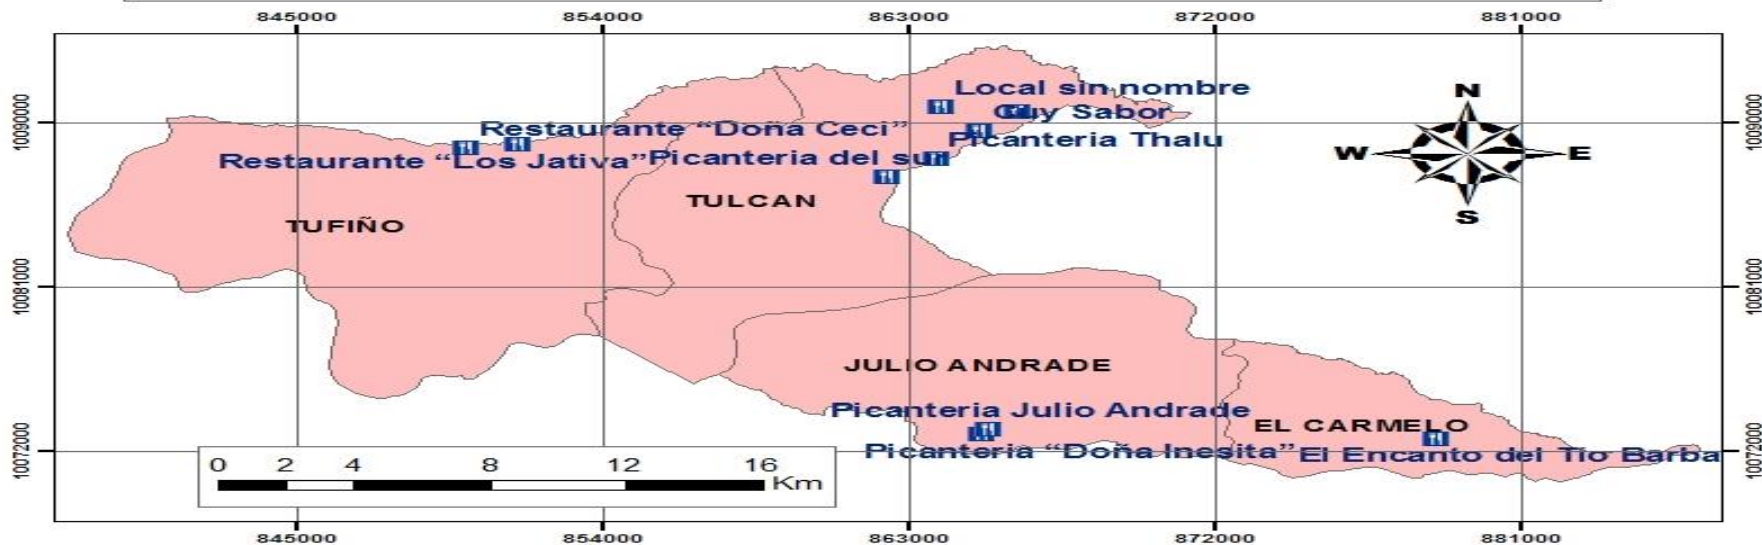 845000 854000 863000 872000 881000
10090000 10090000
Local sin nombre
Cuy Sabor
Restaurante “Doña Ceci”
Picanteria Thalu
Restaurante “Los Jativa”
Picanteria del sur
N
W E
S
TUFIÑO
TULCAN
10081000 10081000
JULIO ANDRADE
Picanteria Julio Andrade
EL CARMELO
Picanteria “Doña Inesita”
El Encanto del Tio Barba
10072000 10072000
0 2 4 8 12 16
Km
845000 854000 863000 872000 881000